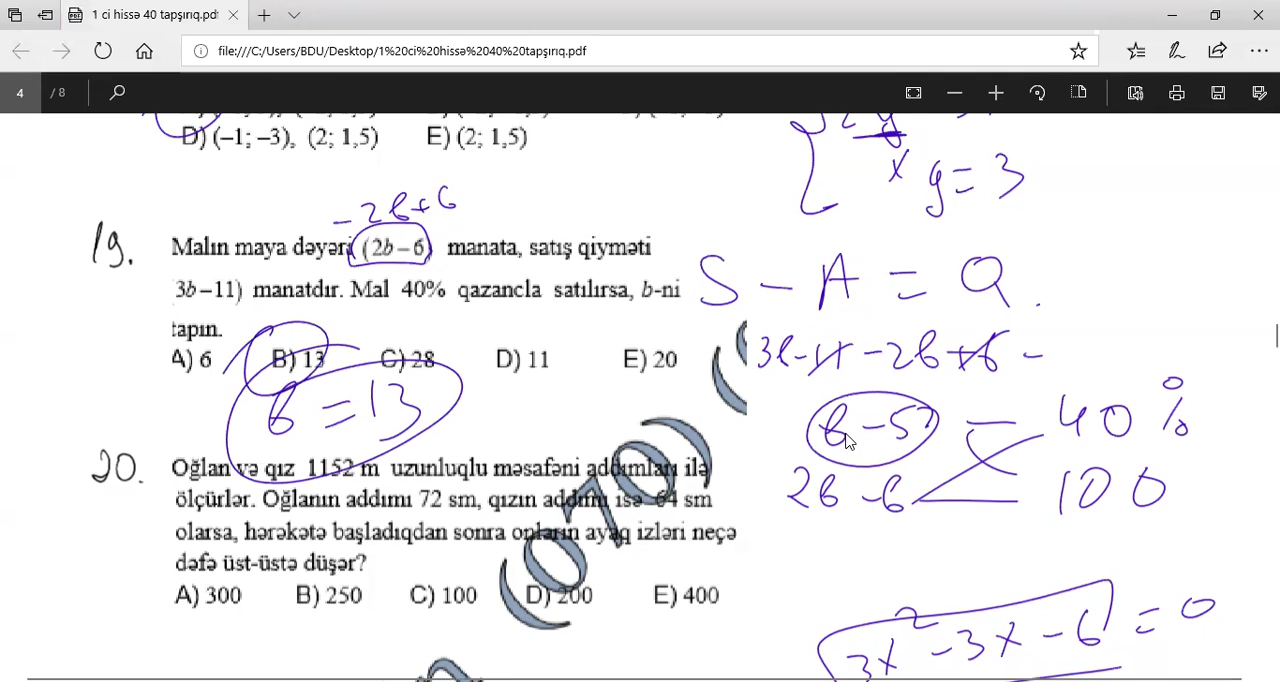 1 ci hissə 40 tapşırıq.pdf
file:///C:/Users/BDU/Desktop/1%20ci%20hissə%2040%20tapşırıq.pdf
4 / 8
D) (−1; −3), (2; 1,5) E) (2; 1,5)
x y = 3
−2b+6
19. Malın maya dəyəri (2b−6) manata, satış qiyməti
3b−11) manatdır. Mal 40% qazancla satılırsa, b-ni
tapın.
A) 6 B) 13 C) 28 D) 11 E) 20
b = 13
S − A = Q.
3b−11−2b+6 =
b−5 − 40%
2b−6 − 100
20. Oğlan və qız 1152 m uzunluqlu məsafəni addımları ilə
ölçürlər. Oğlanın addımı 72 sm, qızın addımı isə 64 sm
olarsa, hərəkətə başladıqdan sonra onların ayaq izləri neçə
dəfə üst-üstə düşər?
A) 300 B) 250 C) 100 D) 200 E) 400
(070)
3x² −3x −6 = 0